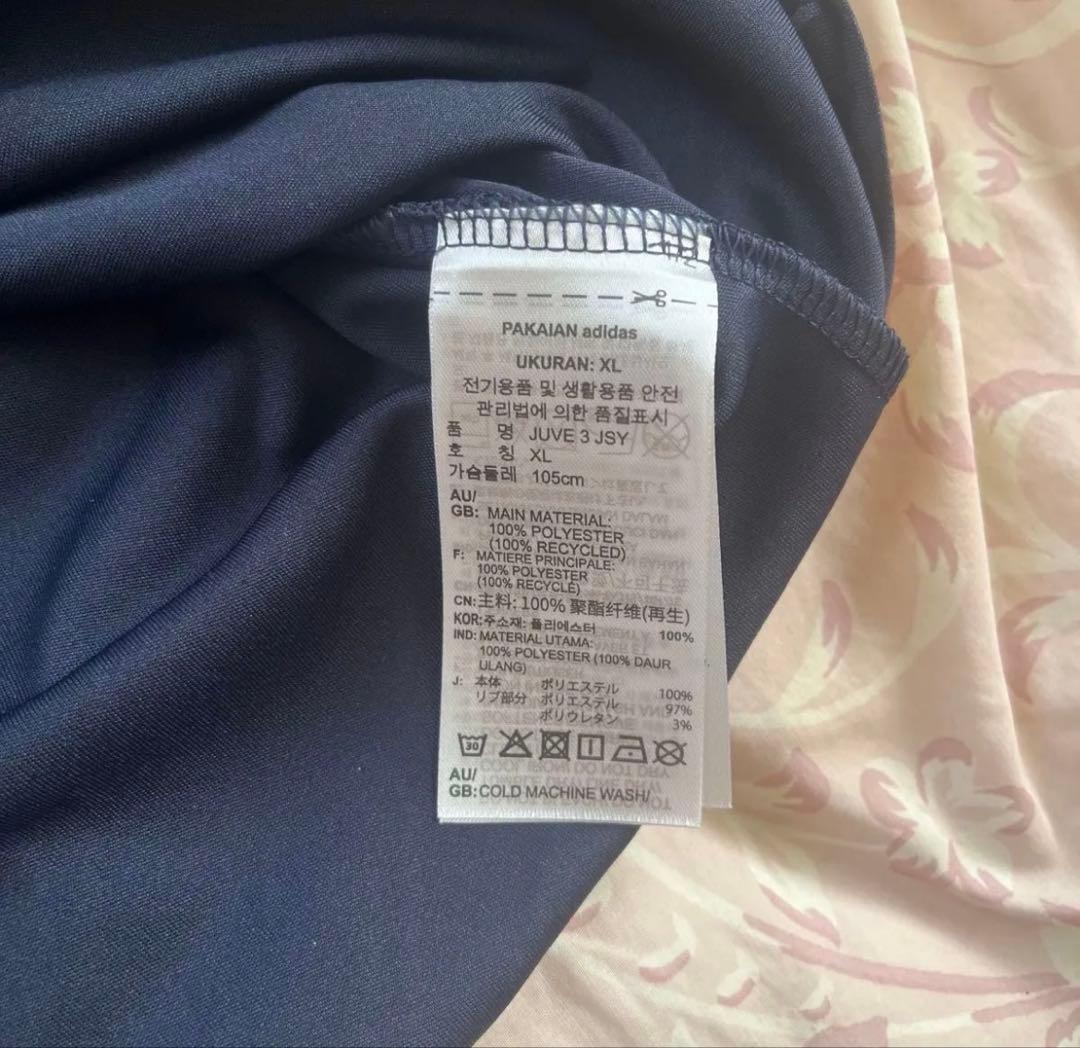 PAKAIAN adidas
UKURAN: XL
전기용품 및 생활용품 안전
관리법에 의한 품질표시
품 명 JUVE 3 JSY
호 칭 XL
가슴둘레 105cm
AU/
GB: MAIN MATERIAL:
100% POLYESTER
(100% RECYCLED)
F: MATIERE PRINCIPALE:
100% POLYESTER
(100% RECYCLÉ)
CN:主料: 100% 聚酯纤维(再生)
KOR:주소재: 폴리에스터 100%
IND: MATERIAL UTAMA:
100% POLYESTER (100% DAUR
ULANG)
J: 本体 ポリエステル 100%
リブ部分 ポリエステル 97%
ポリウレタン 3%
30
AU/
GB:COLD MACHINE WASH/